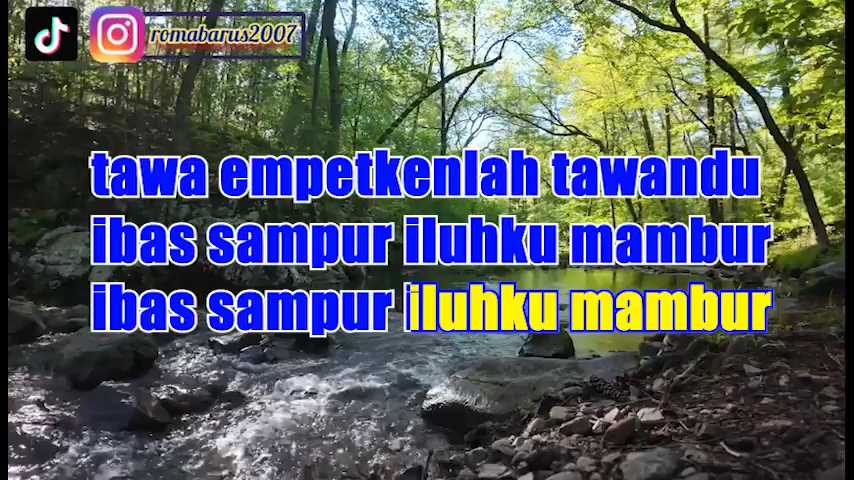 romabarus2007
tawa empetkenlah tawandu
ibas sampur iluhku mambur
ibas sampur iluhku mambur